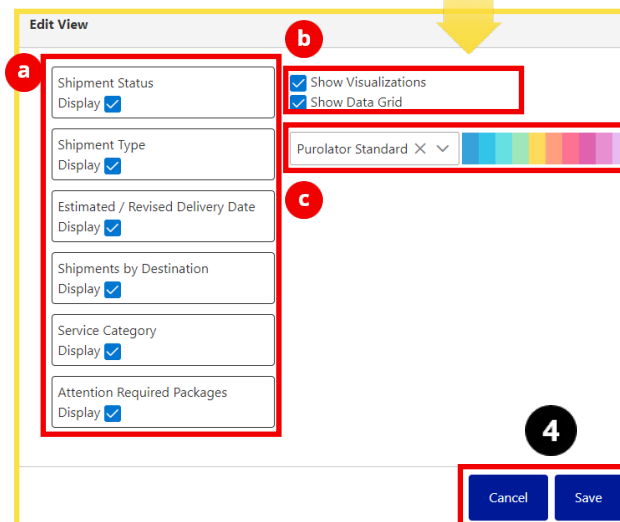 Edit View
b
a
Shipment Status
Display
Show Visualizations
Show Data Grid
Shipment Type
Display
Purolator Standard
Estimated / Revised Delivery Date
Display
c
Shipments by Destination
Display
Service Category
Display
Attention Required Packages
Display
4
Cancel
Save